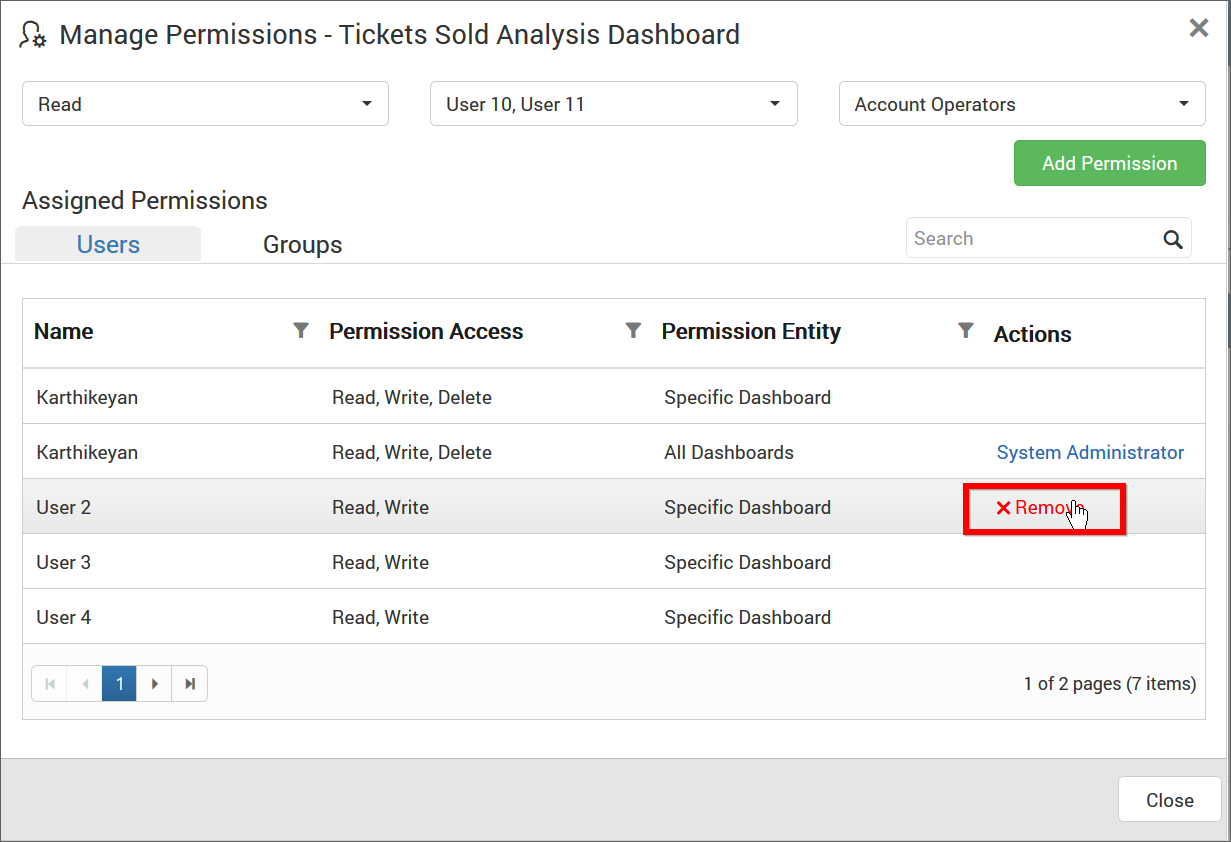 Manage Permissions - Tickets Sold Analysis Dashboard
Read
User 10, User 11
Account Operators
Add Permission
Assigned Permissions
Users
Groups
Search
Name
Permission Access
Permission Entity
Actions
Karthikeyan
Read, Write, Delete
Specific Dashboard
Karthikeyan
Read, Write, Delete
All Dashboards
System Administrator
User 2
Read, Write
Specific Dashboard
Remove
User 3
Read, Write
Specific Dashboard
User 4
Read, Write
Specific Dashboard
1
1 of 2 pages (7 items)
Close